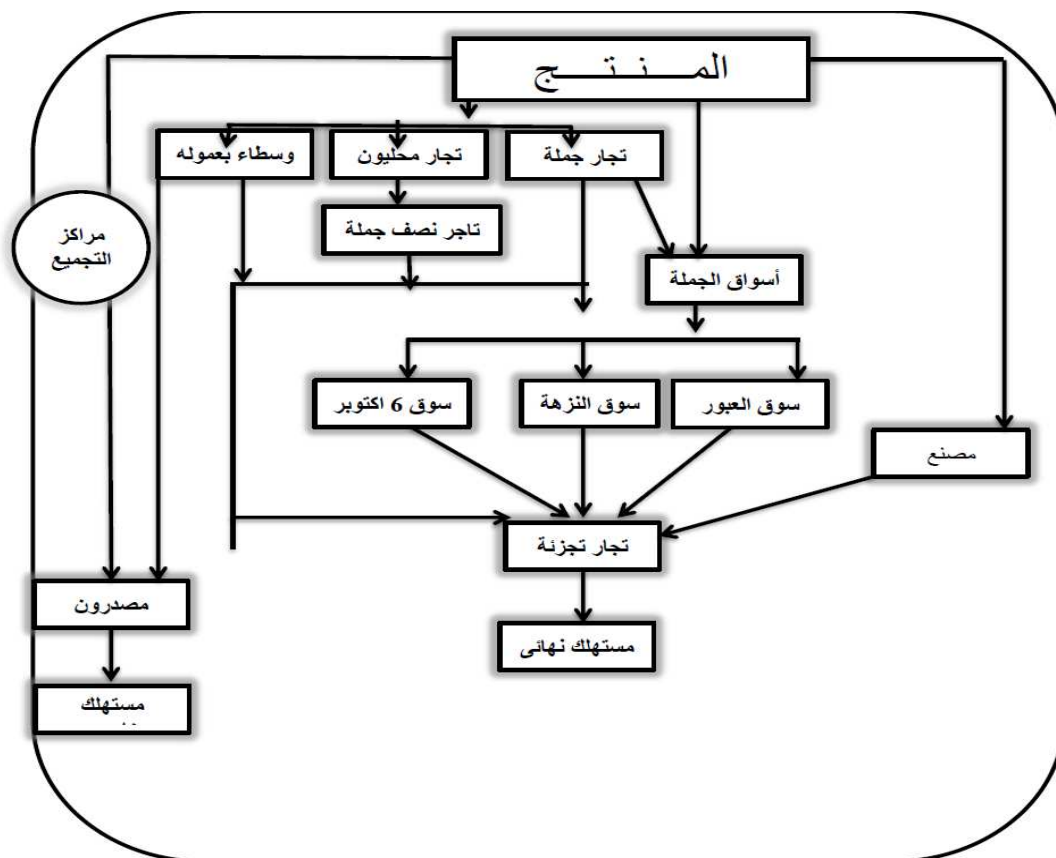 المـــنــتـــج
تجار جملة
تجار محليون
وسطاء بعموله
تاجر نصف جملة
مراكز
التجميع
أسواق الجملة
سوق العبور
سوق النزهة
سوق 6 اكتوبر
مصنع
تجار تجزئة
مصدرون
مستهلك نهائى
مستهلك